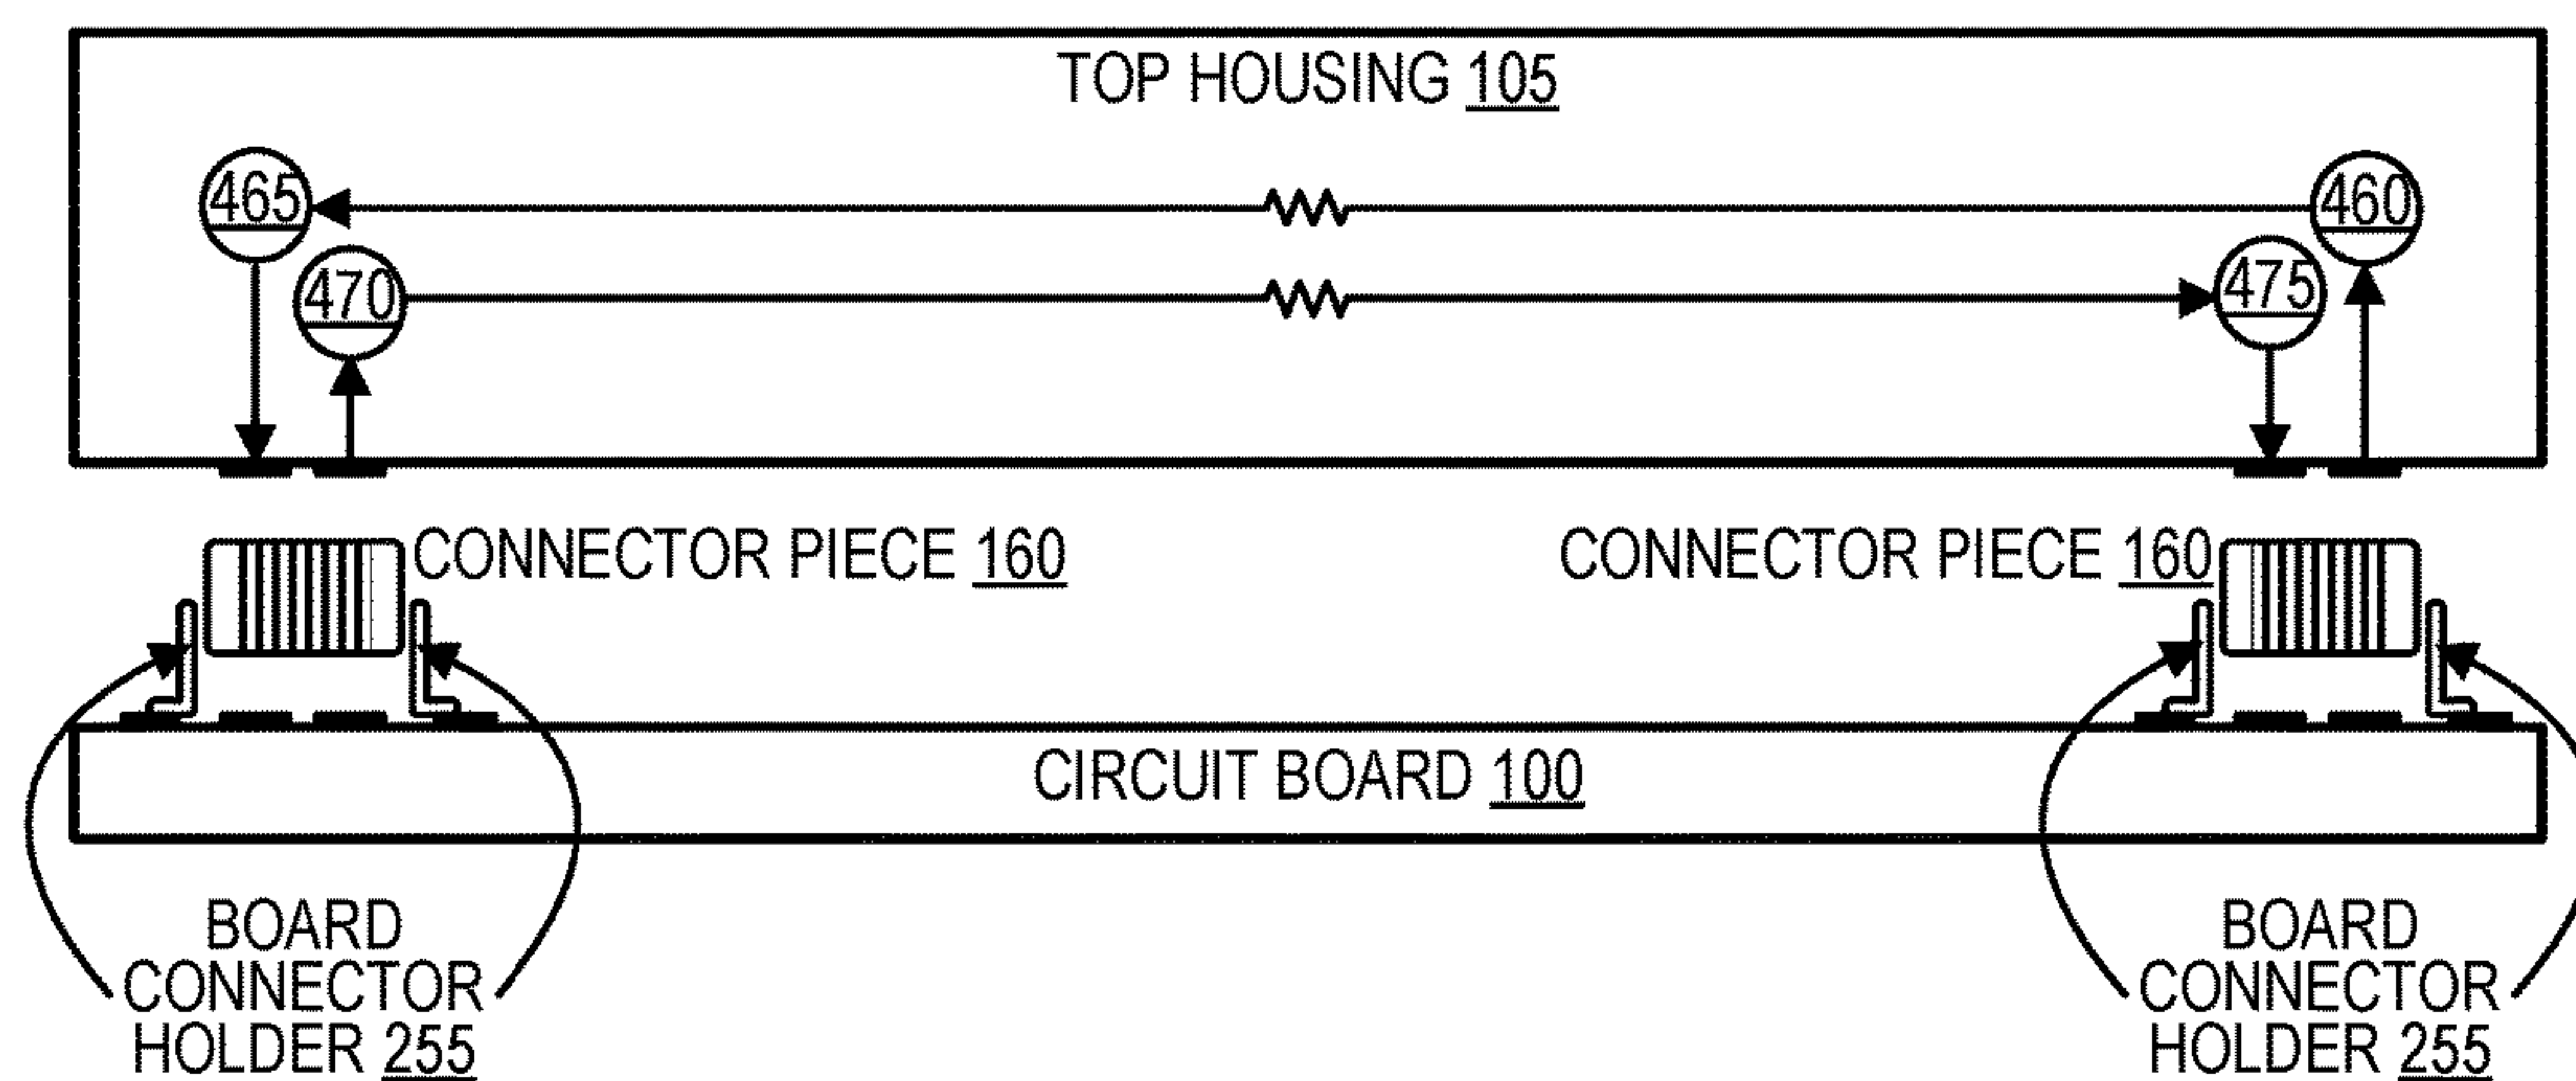 TOP HOUSING 105
465
460
470
475
CONNECTOR PIECE 160
CONNECTOR PIECE 160
CIRCUIT BOARD 100
BOARD
CONNECTOR
HOLDER 255
BOARD
CONNECTOR
HOLDER 255